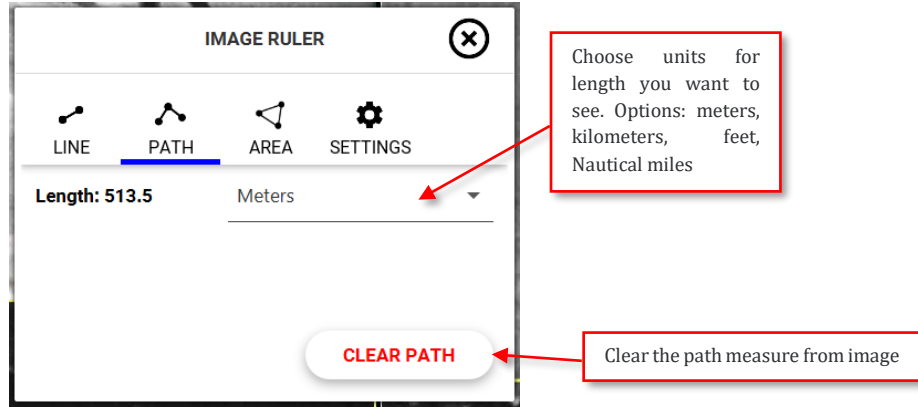 IMAGE RULER
LINE PATH AREA SETTINGS
Length: 513.5 Meters
CLEAR PATH
Choose units for
length you want to
see. Options: meters,
kilometers, feet,
Nautical miles
Clear the path measure from image